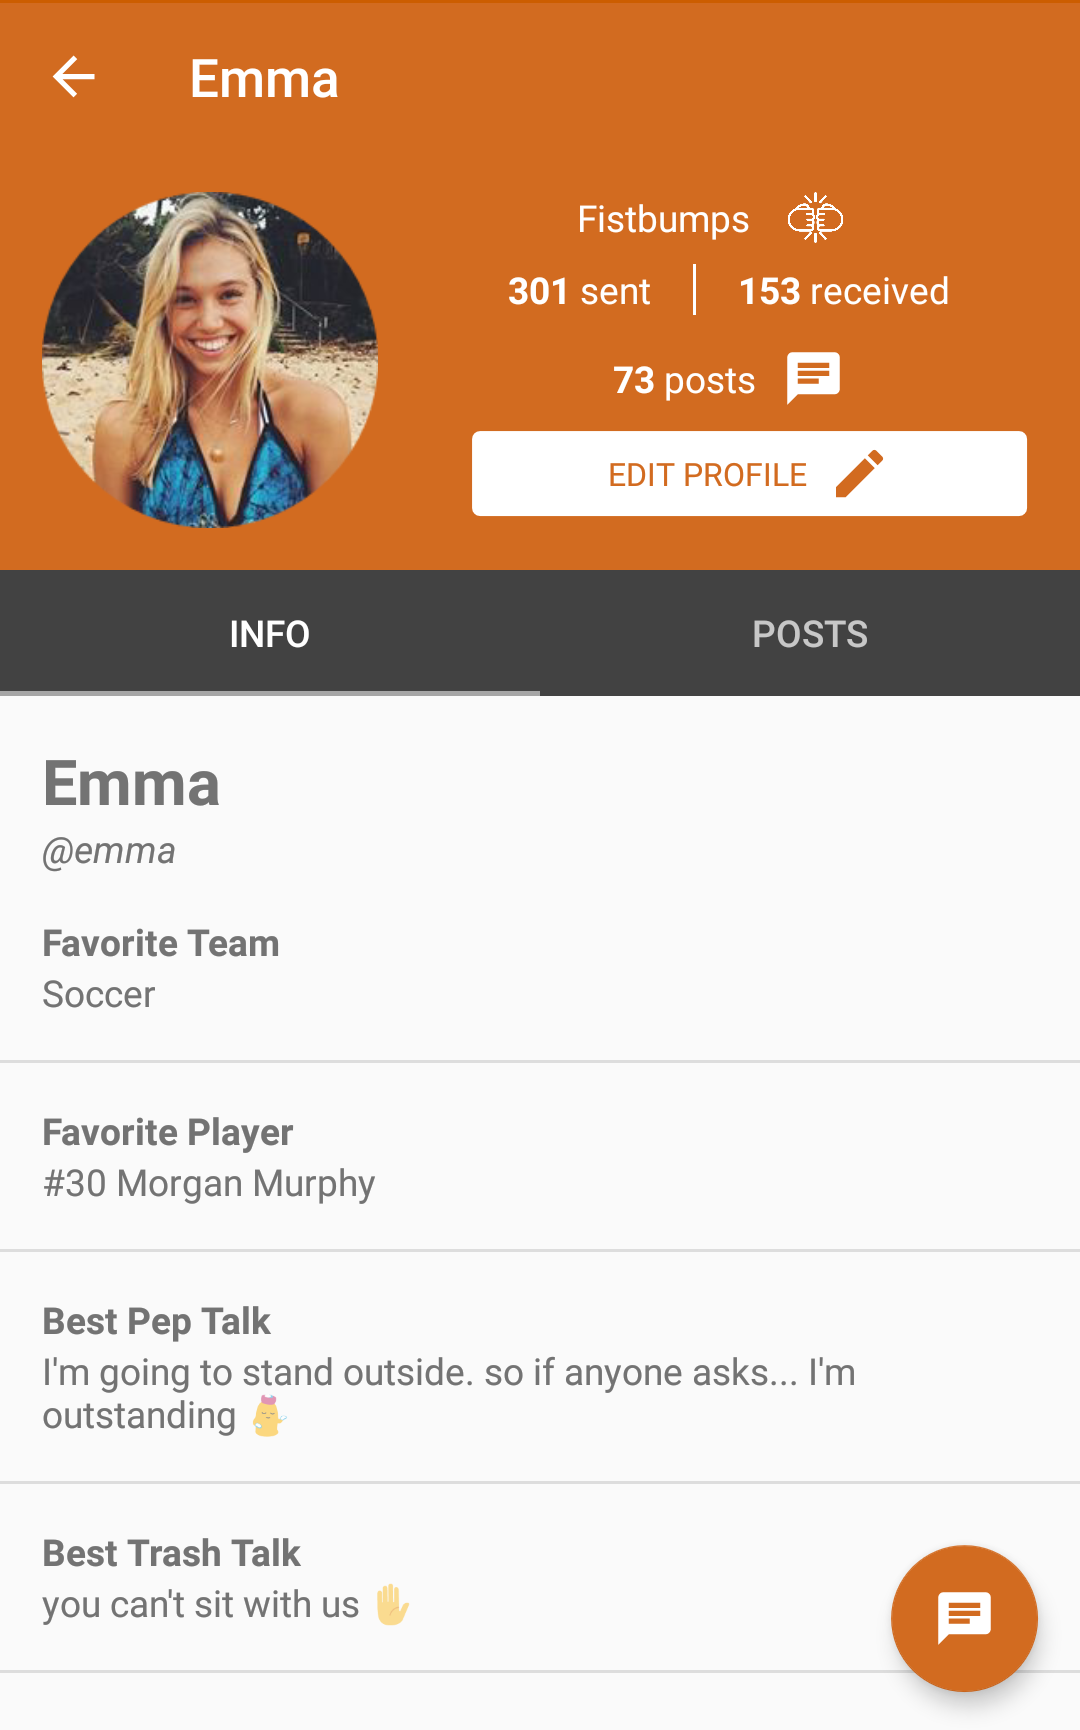 Emma
Fistbumps
301 sent | 153 received
73 posts
EDIT PROFILE
INFO
POSTS
Emma
@emma
Favorite Team
Soccer
Favorite Player
#30 Morgan Murphy
Best Pep Talk
I'm going to stand outside. so if anyone asks... I'm
outstanding
Best Trash Talk
you can't sit with us ✋